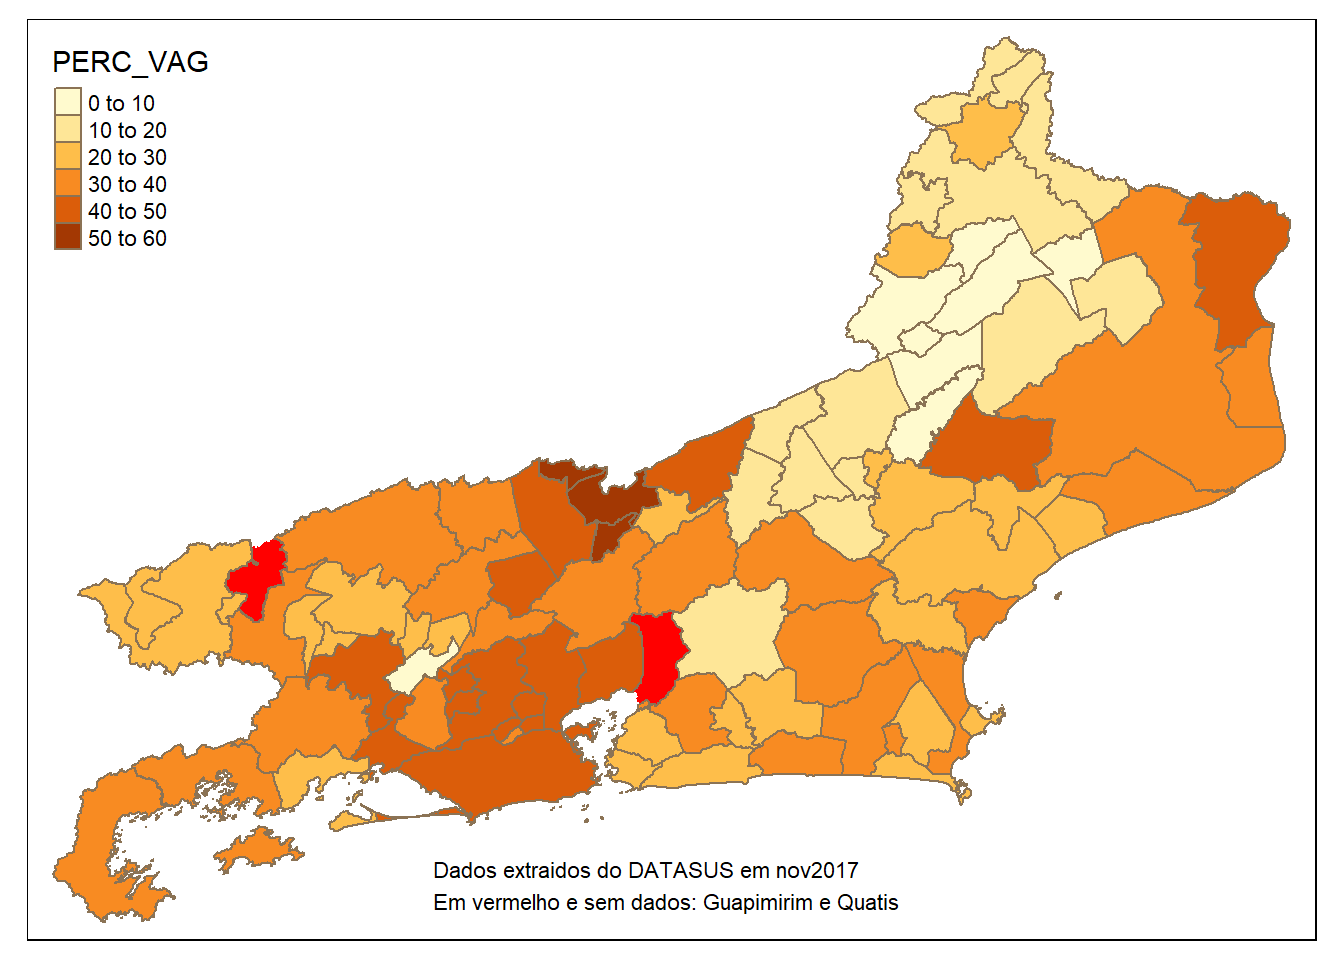 PERC_VAG
0 to 10
10 to 20
20 to 30
30 to 40
40 to 50
50 to 60
Dados extraidos do DATASUS em nov2017
Em vermelho e sem dados: Guapimirim e Quatis